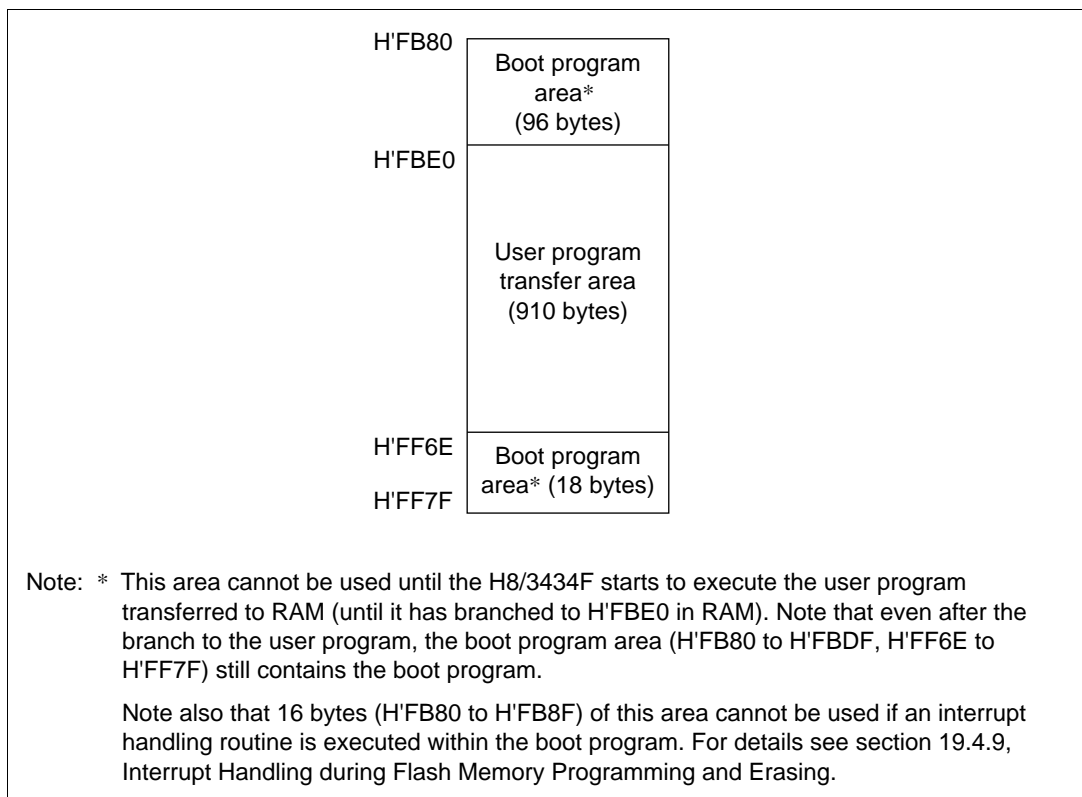 H'FB80
Boot program
area*
(96 bytes)
H'FBE0
User program
transfer area
(910 bytes)
H'FF6E
Boot program
area* (18 bytes)
H'FF7F
Note: * This area cannot be used until the H8/3434F starts to execute the user program
transferred to RAM (until it has branched to H'FBE0 in RAM). Note that even after the
branch to the user program, the boot program area (H'FB80 to H'FBDF, H'FF6E to
H'FF7F) still contains the boot program.
Note also that 16 bytes (H'FB80 to H'FB8F) of this area cannot be used if an interrupt
handling routine is executed within the boot program. For details see section 19.4.9,
Interrupt Handling during Flash Memory Programming and Erasing.